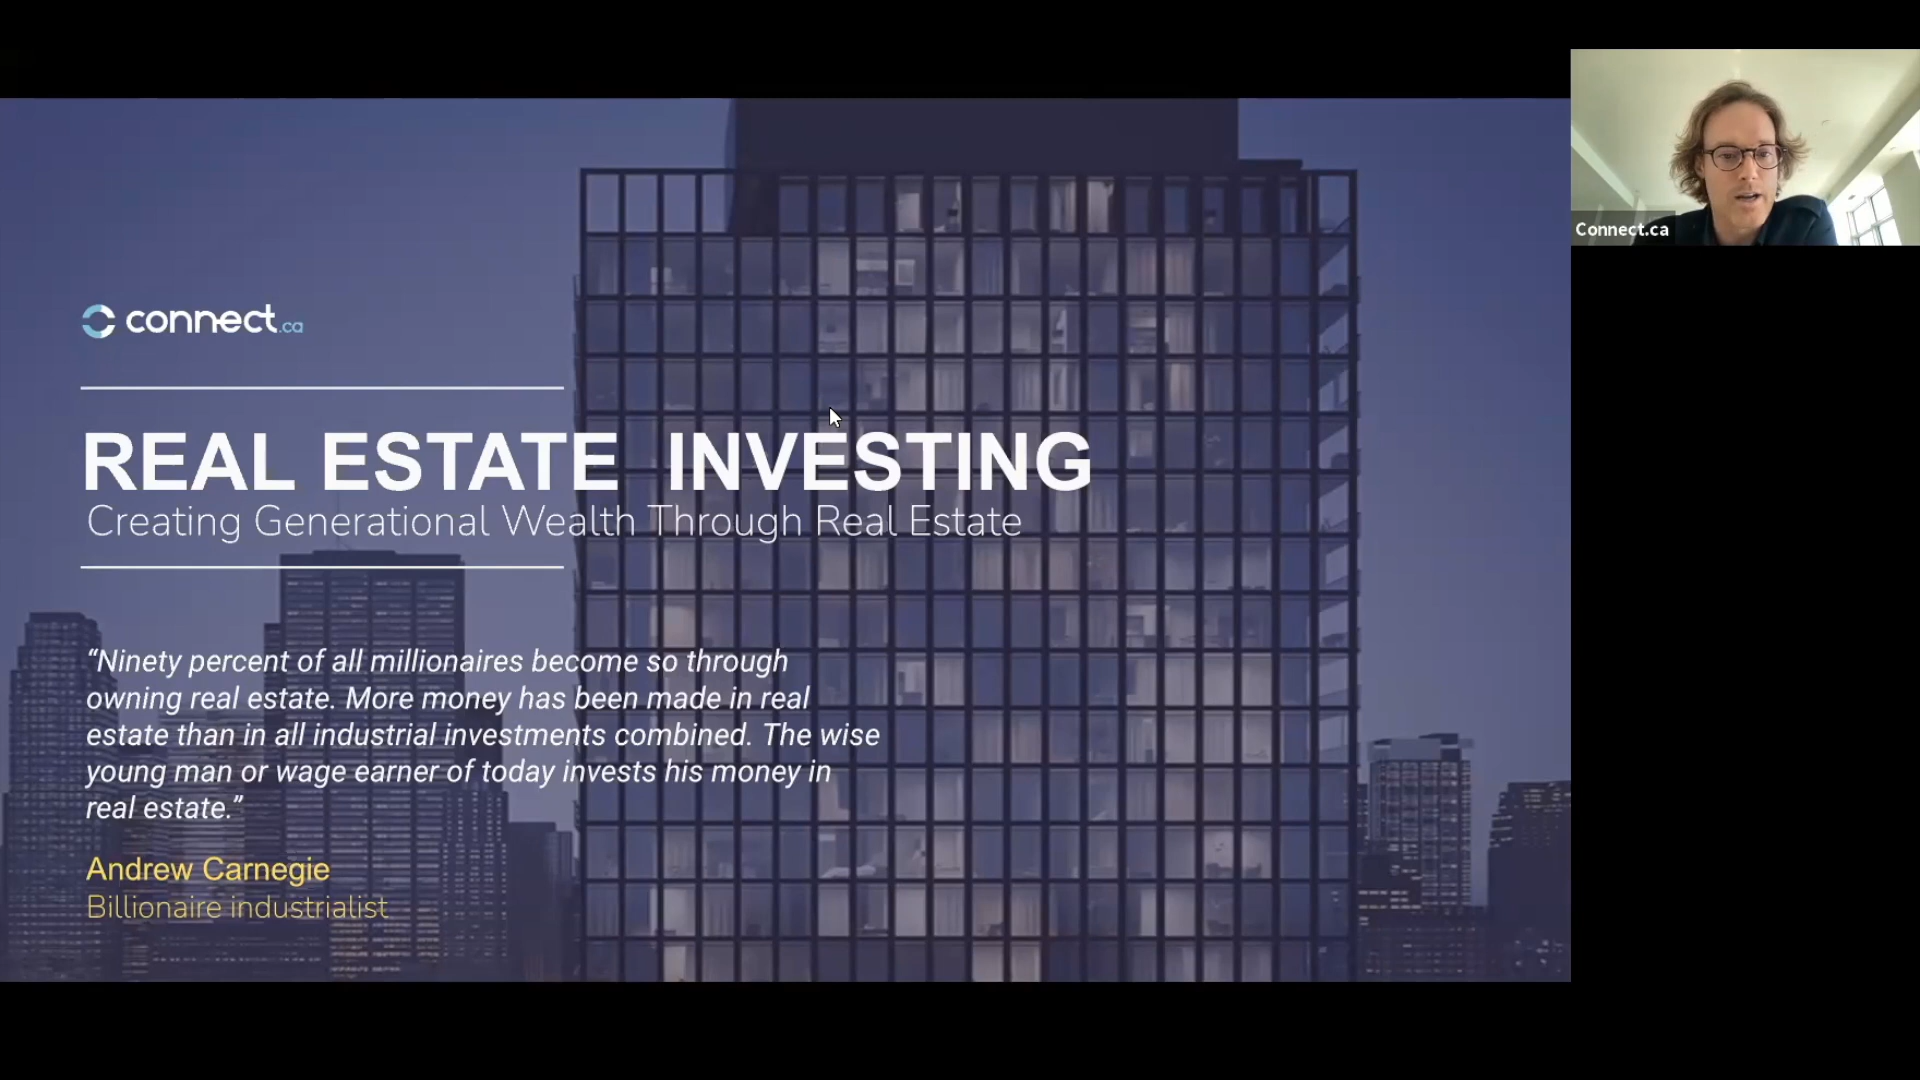 connect.ca
REAL ESTATE INVESTING
Creating Generational Wealth Through Real Estate
“Ninety percent of all millionaires become so through
owning real estate. More money has been made in real
estate than in all industrial investments combined. The wise
young man or wage earner of today invests his money in
real estate.”
Andrew Carnegie
Billionaire industrialist
Connect.ca